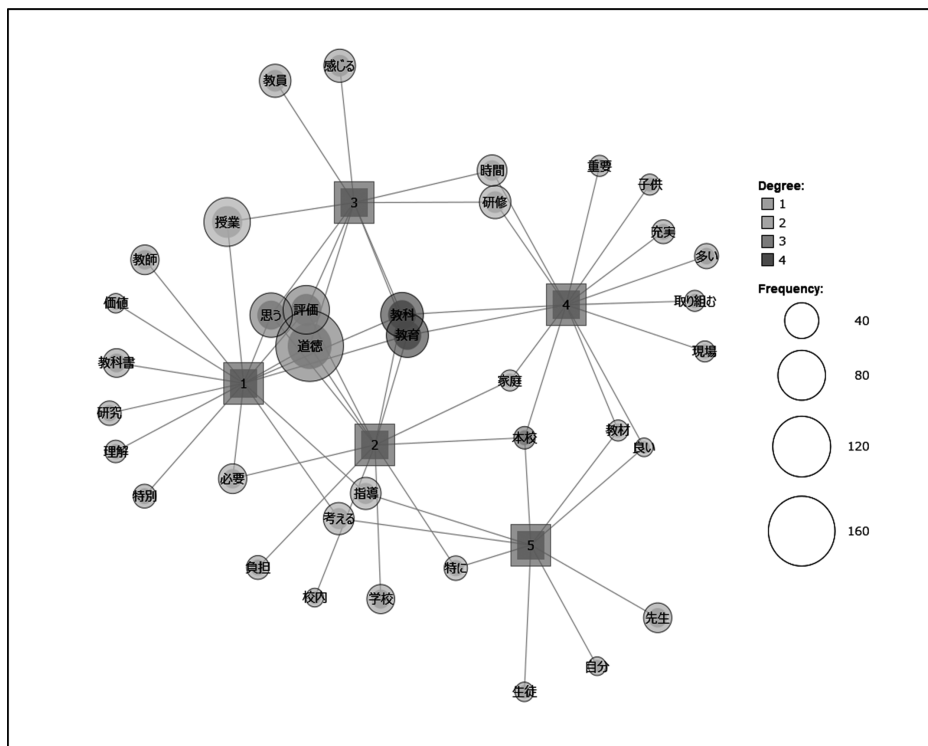 感じる
教員
時間
重要
子供
研修
3
授業
充実
教師
多い
価値
思う
評価
教科
4
取り組む
教育
道徳
現場
教科書
1
家庭
研究
教材
理解
2
本校
良い
必要
特別
指導
考える
5
負担
特に
校内
学校
先生
自分
生徒
Degree:
1
2
3
4
Frequency:
40
80
120
160